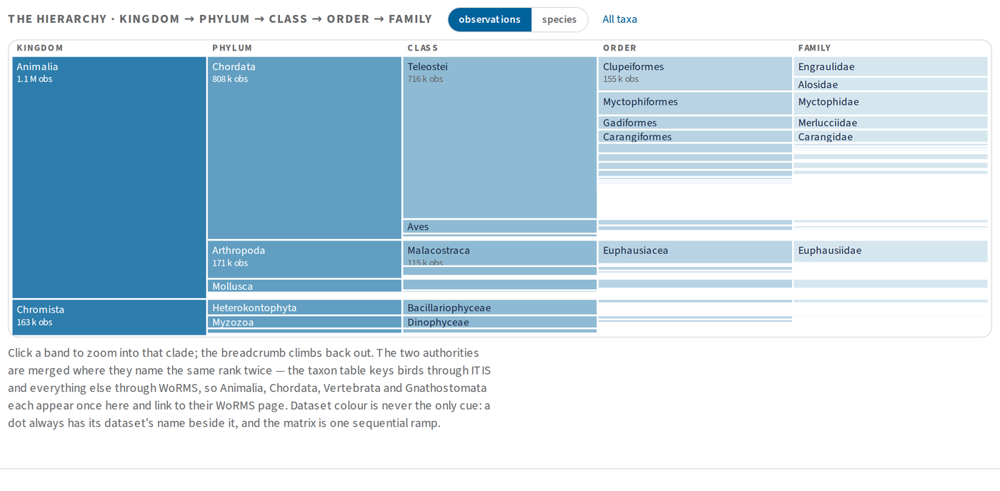 THE HIERARCHY · KINGDOM → PHYLUM → CLASS → ORDER → FAMILY observations species All taxa
KINGDOM PHYLUM CLASS ORDER FAMILY
Animalia Chordata Teleostei Clupeiformes Engraulidae
1.1 M obs 808 k obs 716 k obs 155 k obs
Alosidae
Myctophiformes Myctophidae
Gadiformes Merlucciidae
Carangiformes Carangidae
Aves
Arthropoda Malacostraca Euphausiacea Euphausiidae
171 k obs 115 k obs
Mollusca
Chromista Heterokontophyta Bacillariophyceae
163 k obs Myzozoa Dinophyceae
Click a band to zoom into that clade; the breadcrumb climbs back out. The two authorities
are merged where they name the same rank twice — the taxon table keys birds through ITIS
and everything else through WoRMS, so Animalia, Chordata, Vertebrata and Gnathostomata
each appear once here and link to their WoRMS page. Dataset colour is never the only cue: a
dot always has its dataset's name beside it, and the matrix is one sequential ramp.